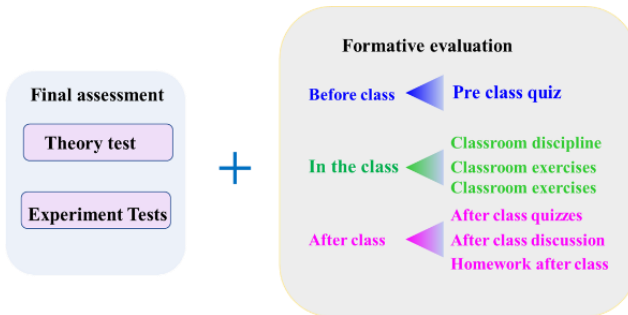 Final assessment
Theory test
Experiment Tests
+
Formative evaluation
Before class
Pre class quiz
In the class
Classroom discipline
Classroom exercises
Classroom exercises
After class
After class quizzes
After class discussion
Homework after class